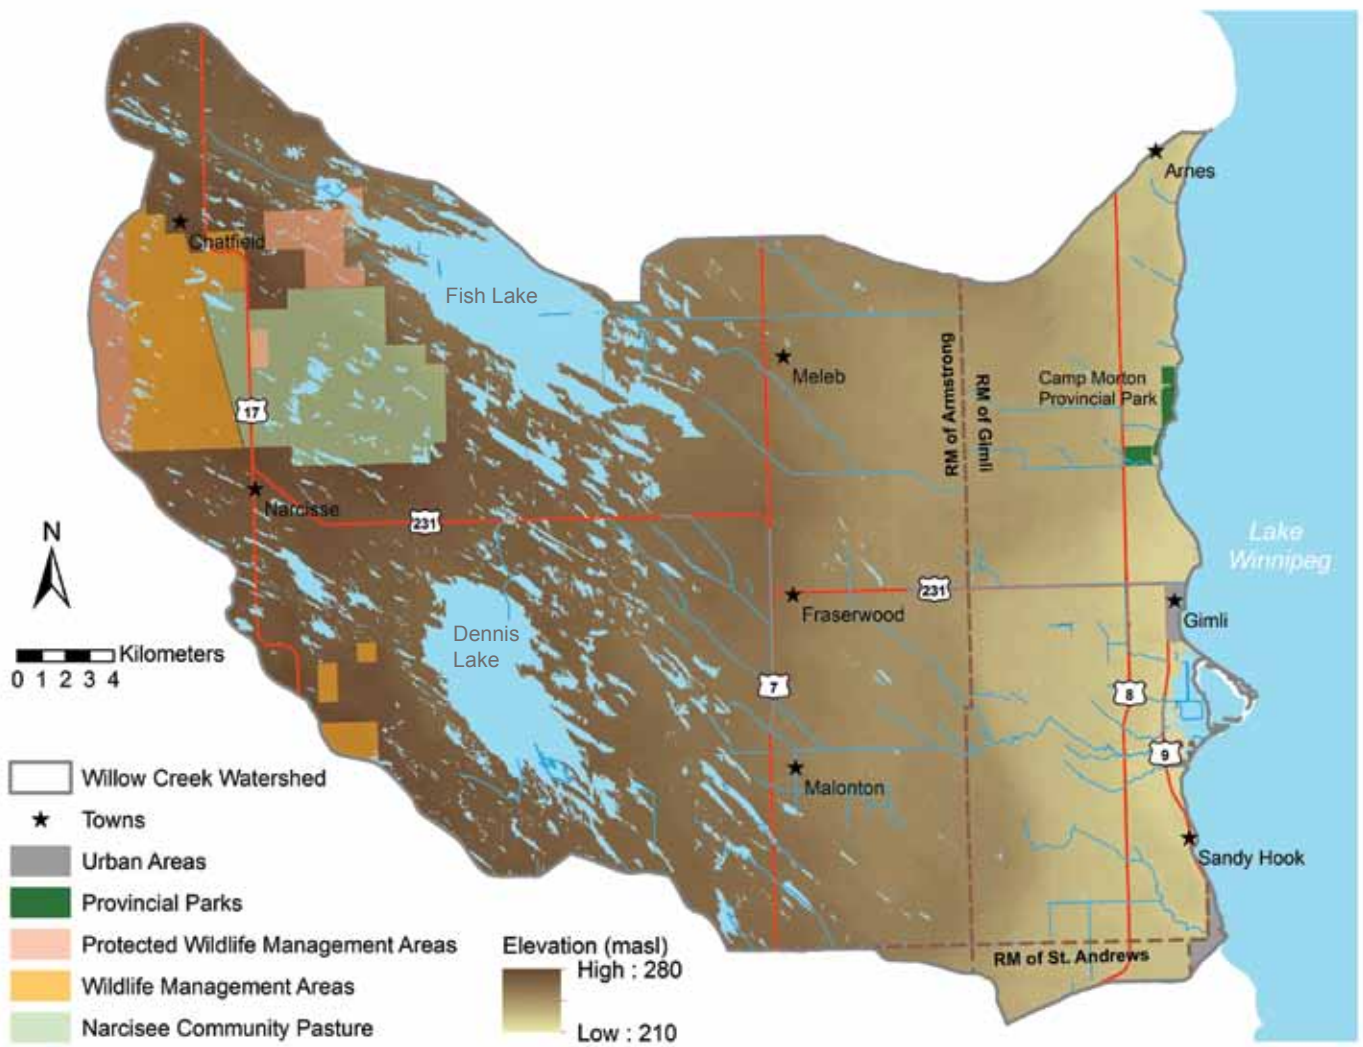 Arnes
Chatfield
Fish Lake
Meleb
Camp Morton
Provincial Park
RM of Armstrong
RM of Gimli
17
Narcisse
231
N
Lake
Winnipeg
231
Fraserwood
Gimli
Dennis
Lake
Kilometers
0 1 2 3 4
7
8
9
Malonton
Sandy Hook
RM of St. Andrews
Willow Creek Watershed
Towns
Urban Areas
Provincial Parks
Protected Wildlife Management Areas
Wildlife Management Areas
Narcisee Community Pasture
Elevation (masl)
High : 280
Low : 210